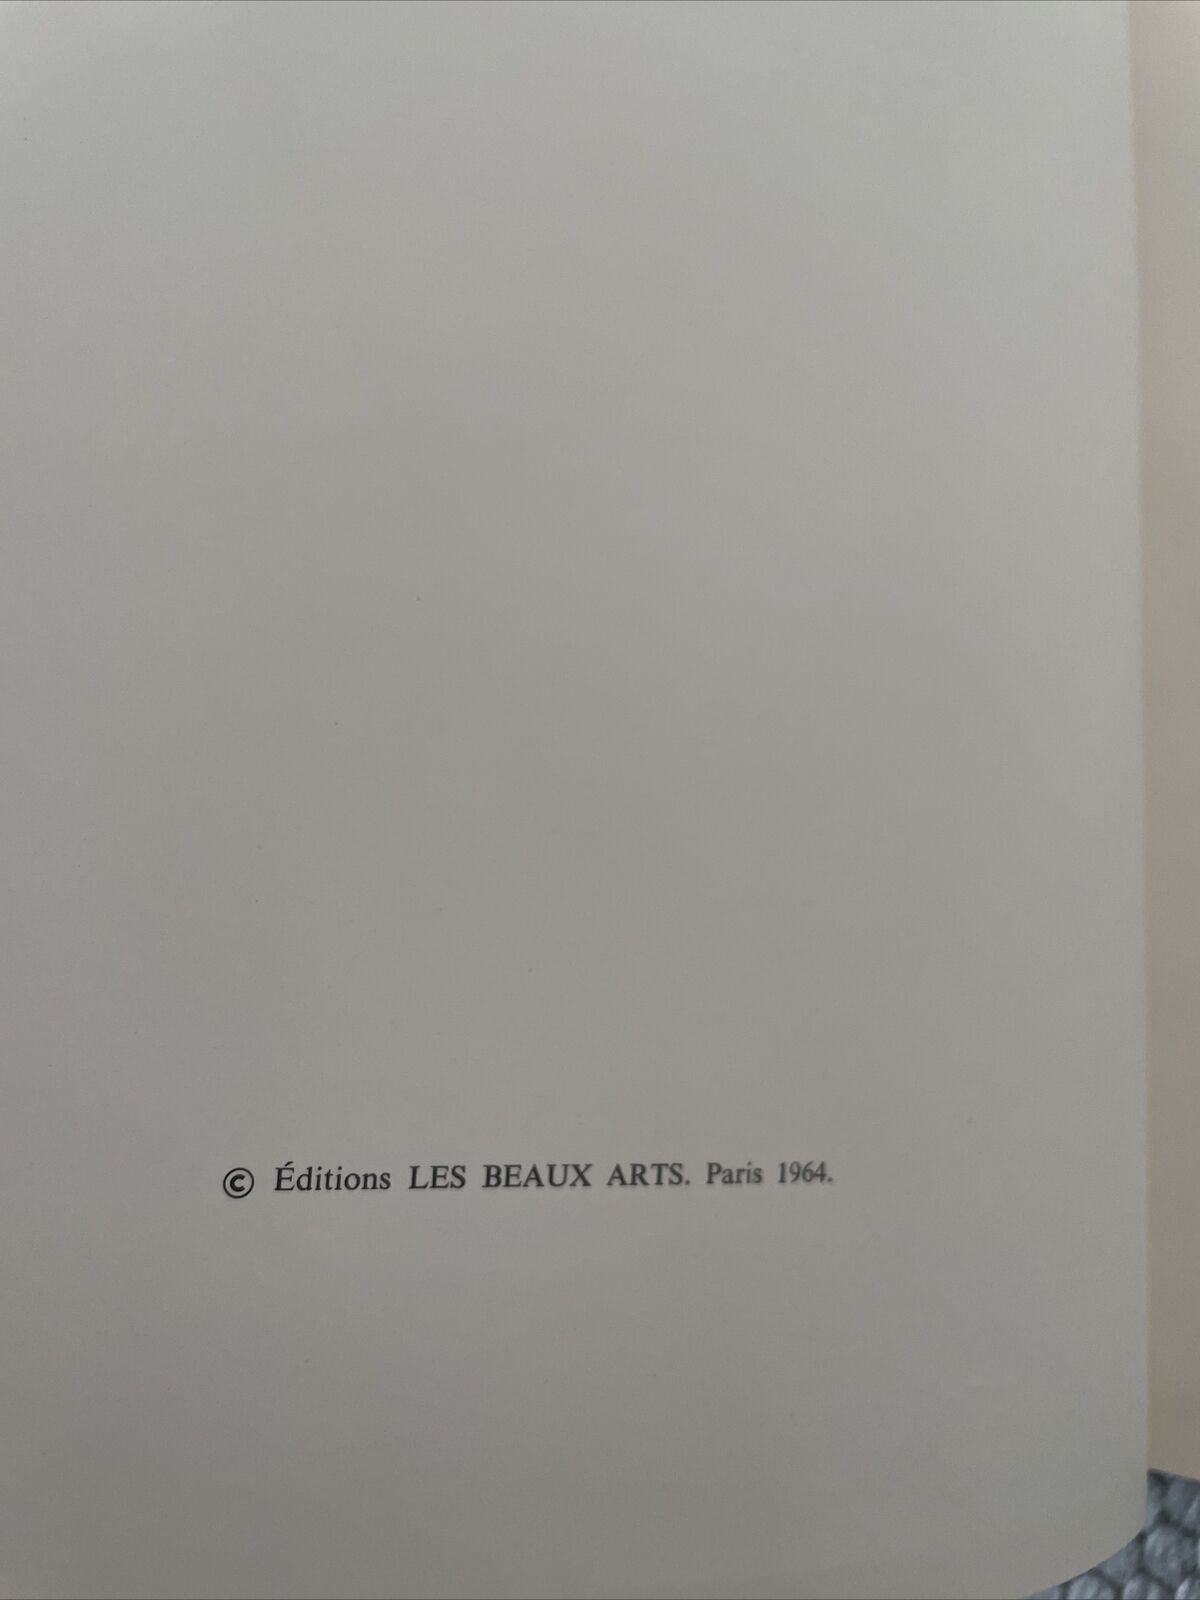 © Éditions LES BEAUX ARTS. Paris 1964.